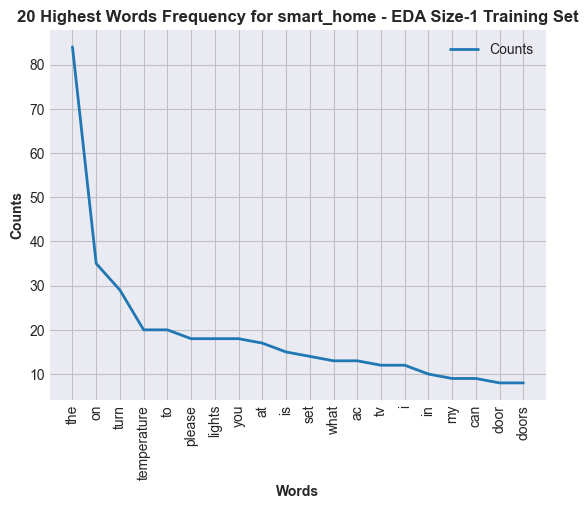 20 Highest Words Frequency for smart_home - EDA Size-1 Training Set
Counts
Counts
80
70
60
50
40
30
20
10
the
on
turn
temperature
to
please
lights
you
at
is
set
what
ac
tv
i
in
my
can
door
doors
Words